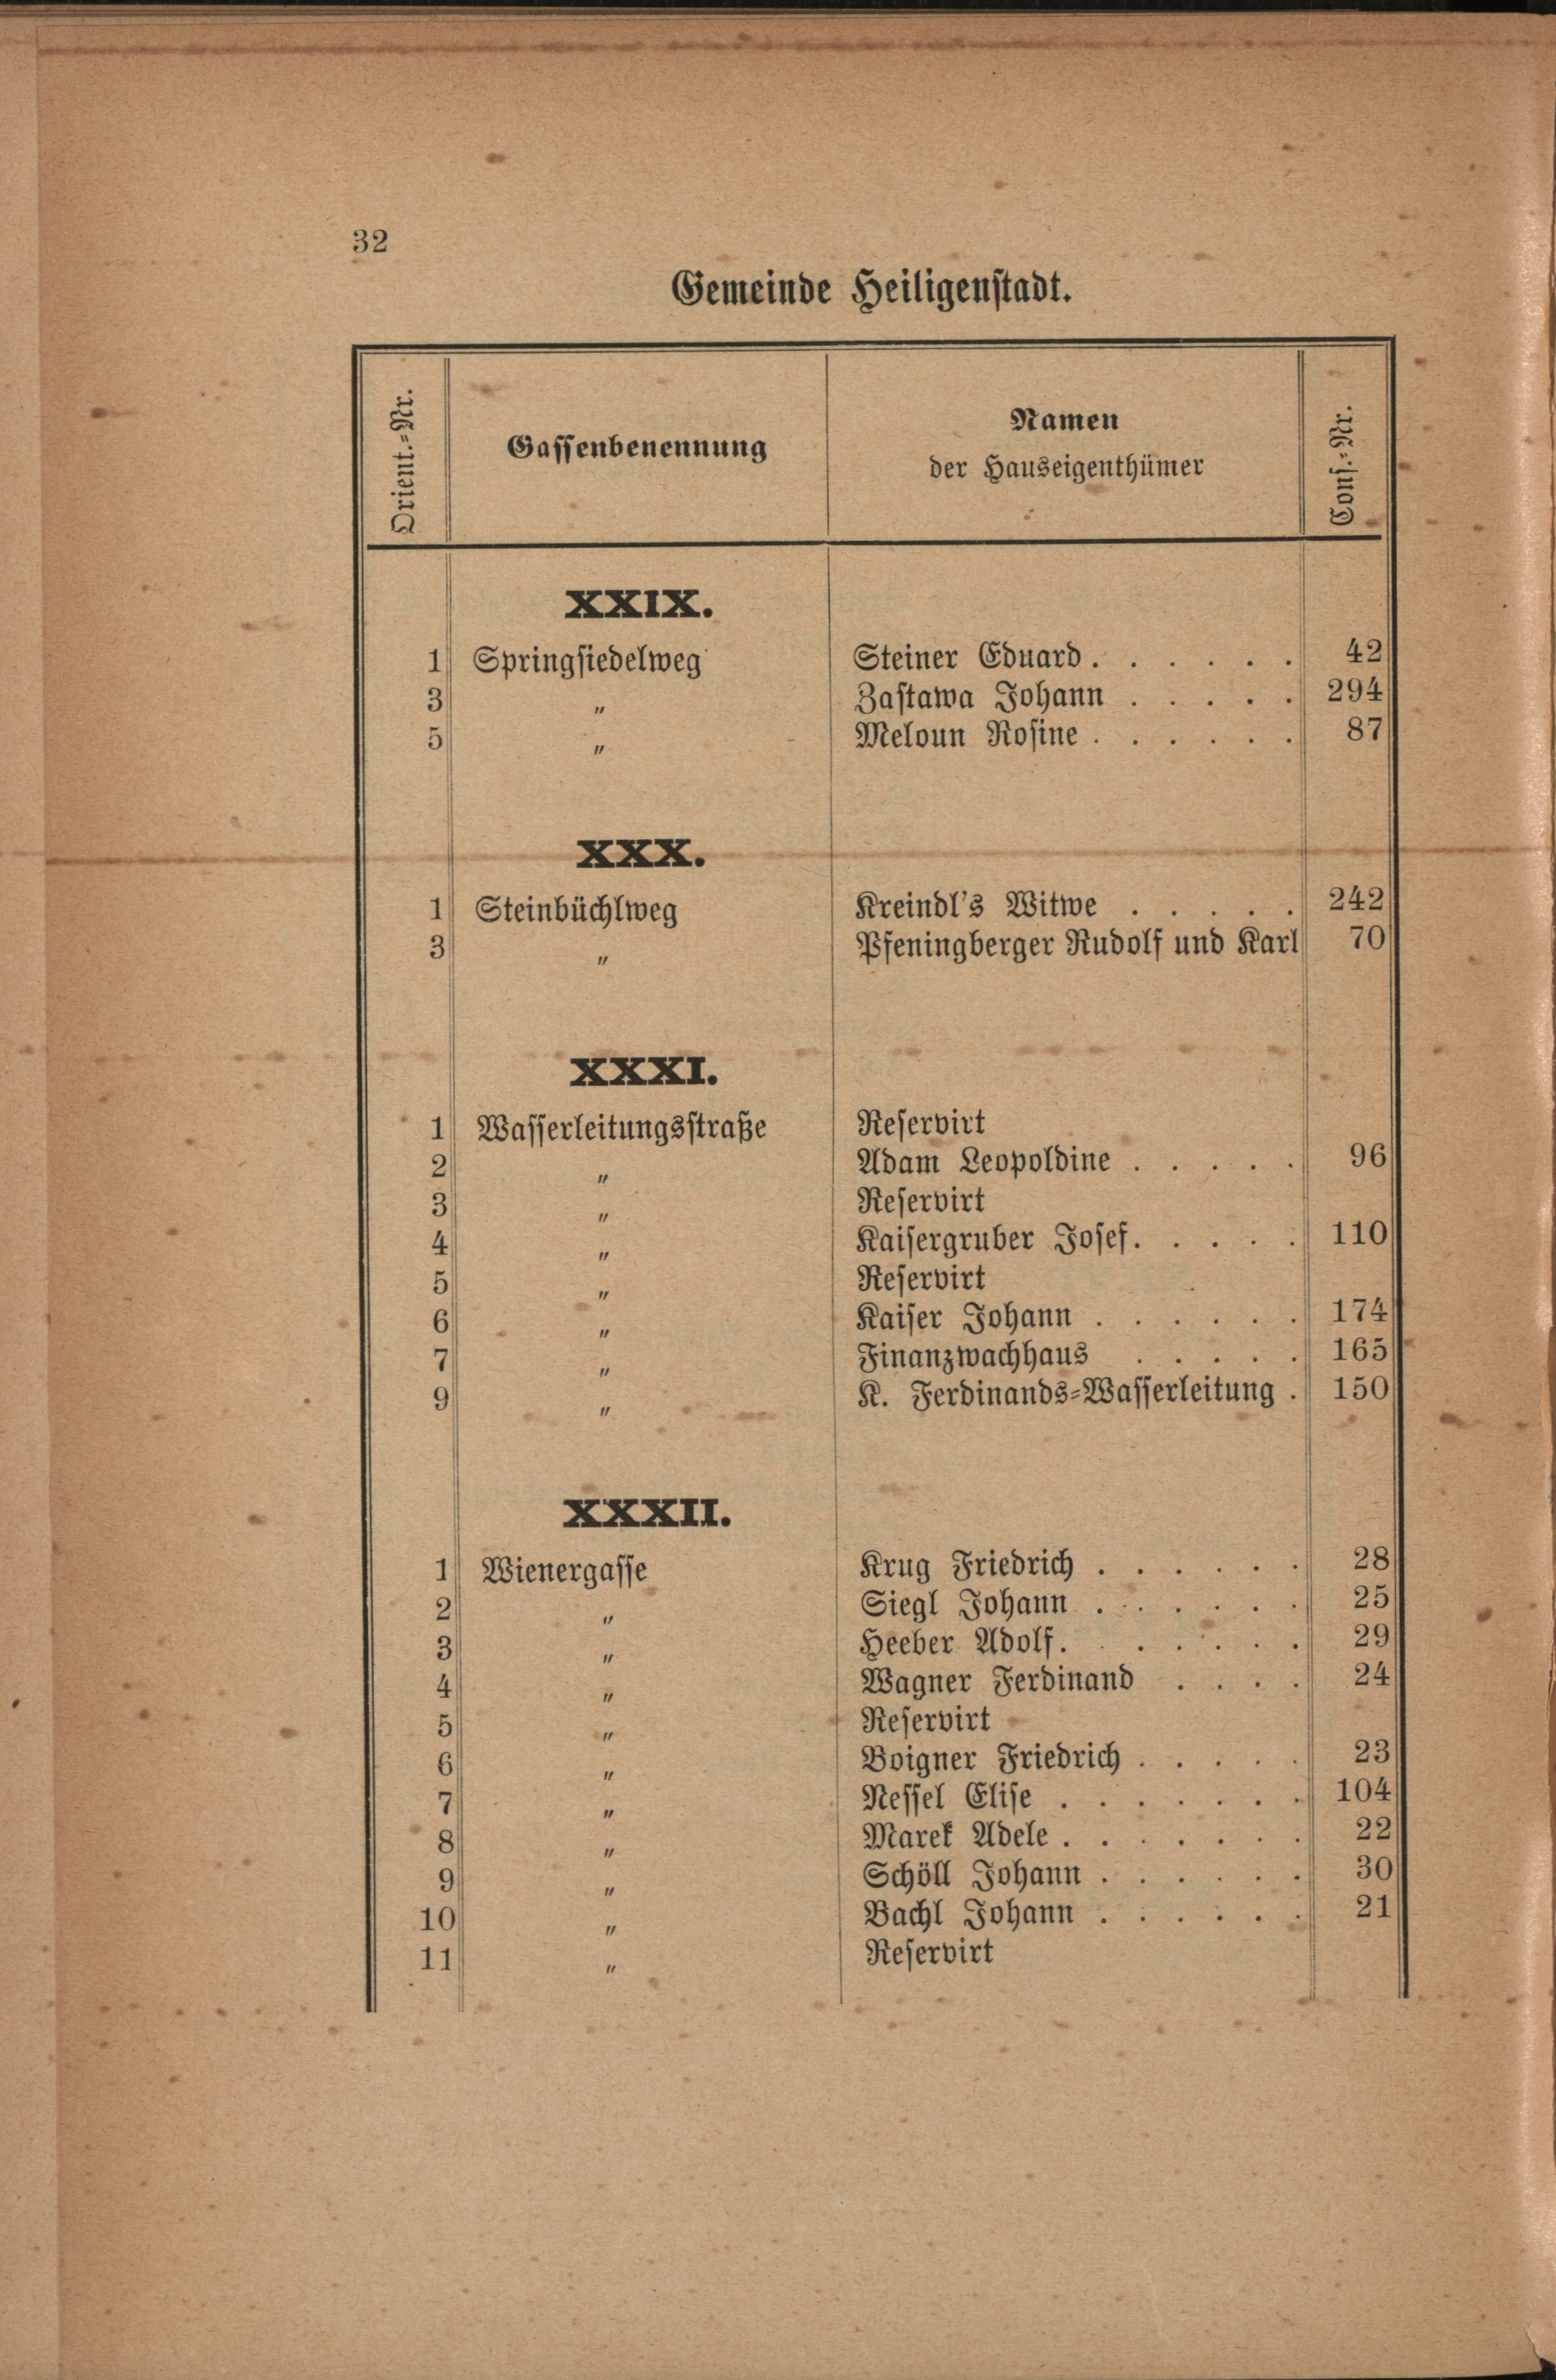 32
Gemeinde Heiligenstadt.
Orient.-Nr. Gassenbenennung Namen der Hauseigenthümer Cons.-Nr.
XXIX.
1 Springsiedelweg Steiner Eduard . . . . . . 42
3 " Zastawa Johann . . . . . 294
5 " Meloun Rosine . . . . . . 87
XXX.
1 Steinbüchlweg Kreindl's Witwe . . . . . 242
3 " Pfeningberger Rudolf und Karl 70
XXXI.
1 Wasserleitungsstraße Reservirt
2 " Adam Leopoldine . . . . . 96
3 " Reservirt
4 " Kaisergruber Josef. . . . . 110
5 " Reservirt
6 " Kaiser Johann . . . . . . 174
7 " Finanzwachhaus . . . . . 165
9 " K. Ferdinands-Wasserleitung . 150
XXXII.
1 Wienergasse Krug Friedrich . . . . . . 28
2 " Siegl Johann . . . . . . 25
3 " Heeber Adolf. . . . . . . 29
4 " Wagner Ferdinand . . . . 24
5 " Reservirt
6 " Boigner Friedrich . . . . . 23
7 " Nessel Elise . . . . . . . 104
8 " Marek Adele . . . . . . . 22
9 " Schöll Johann . . . . . . 30
10 " Bachl Johann . . . . . . 21
11 " Reservirt